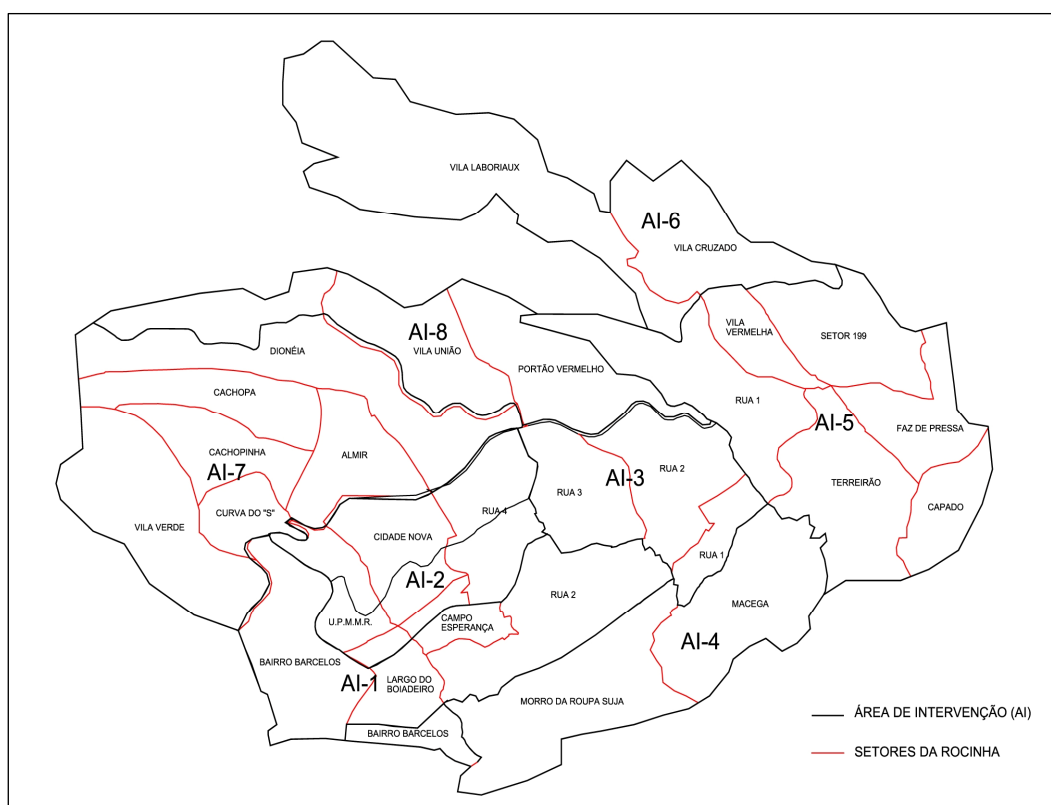 VILA LABORIAUX
AI-6
VILA CRUZADO
VILA
VERMELHA
SETOR 199
AI-8
VILA UNIÃO
DIONÉIA
PORTÃO VERMELHO
CACHOPA
RUA 1
AI-5
FAZ DE PRESSA
CACHOPINHA
ALMIR
AI-7
RUA 2
AI-3
TERREIRÃO
RUA 3
CURVA DO "S"
RUA 4
CAPADO
VILA VERDE
CIDADE NOVA
RUA 1
AI-2
RUA 2
MACEGA
U.P.M.M.R.
CAMPO
ESPERANÇA
AI-4
BAIRRO BARCELOS
AI-1
LARGO DO
BOIADEIRO
MORRO DA ROUPA SUJA
BAIRRO BARCELOS
ÁREA DE INTERVENÇÃO (AI)
SETORES DA ROCINHA